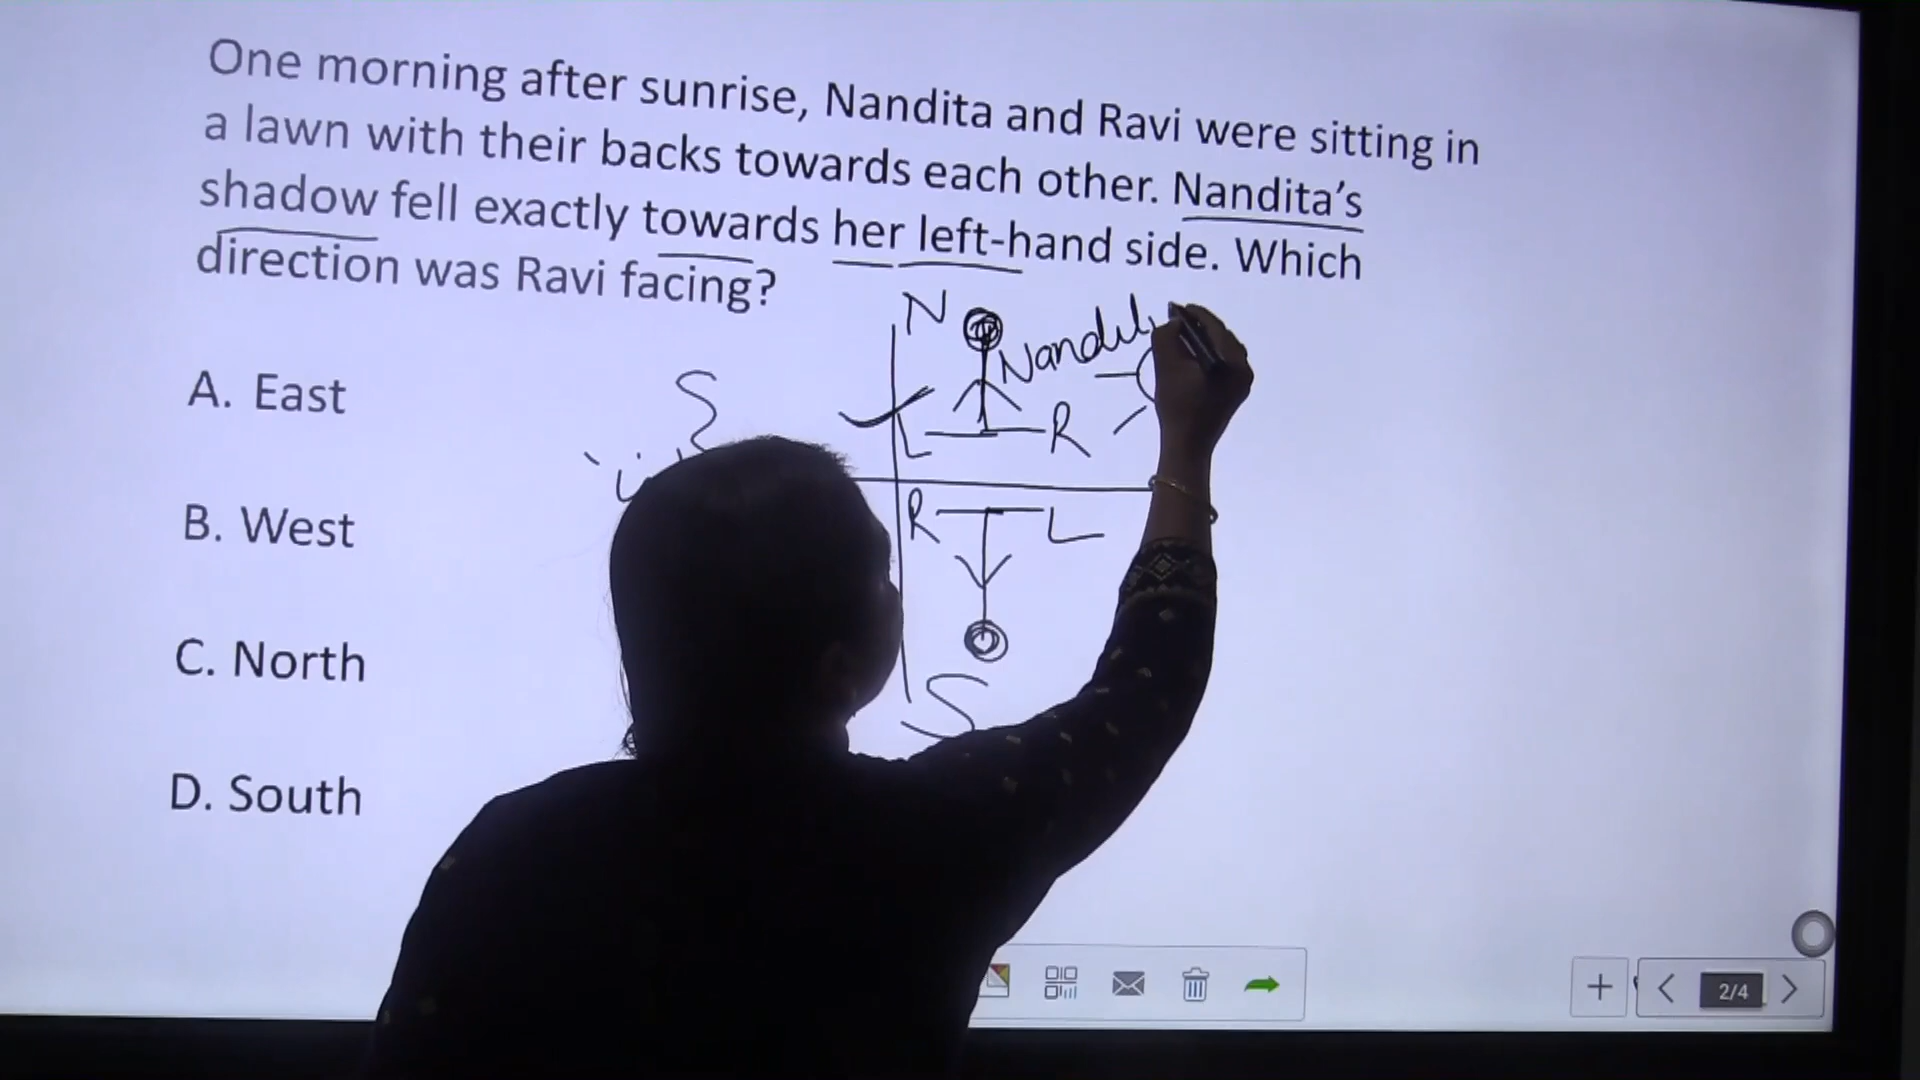 One morning after sunrise, Nandita and Ravi were sitting in
a lawn with their backs towards each other. Nandita's
shadow fell exactly towards her left-hand side. Which
direction was Ravi facing?
N
A. East
S
L R
B. West
R L
C. North
S
D. South
2/4